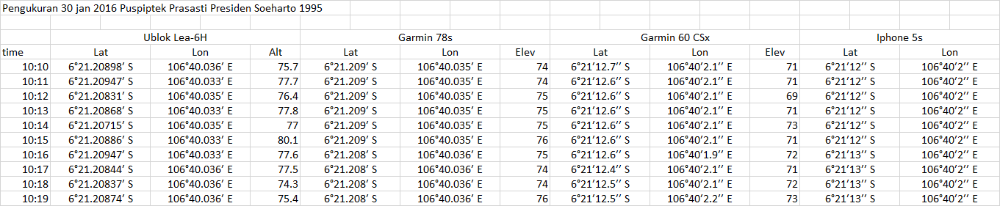 Pengukuran 30 jan 2016 Puspiptek Prasasti Presiden Soeharto 1995
Ublok Lea-6H Garmin 78s Garmin 60 CSx Iphone 5s
time Lat Lon Alt Lat Lon Elev Lat Lon Elev Lat Lon
10:10 6°21.20898′ S 106°40.036′ E 75.7 6°21.209′ S 106°40.035′ E 74 6°21′12.7′′ S 106°40′2.1′′ E 71 6°21′12′′ S 106°40′2′′ E
10:11 6°21.20947′ S 106°40.036′ E 77.7 6°21.209′ S 106°40.035′ E 74 6°21′12.6′′ S 106°40′2.1′′ E 71 6°21′12′′ S 106°40′2′′ E
10:12 6°21.20831′ S 106°40.035′ E 76.4 6°21.209′ S 106°40.035′ E 75 6°21′12.6′′ S 106°40′2.1′′ E 69 6°21′12′′ S 106°40′2′′ E
10:13 6°21.20868′ S 106°40.035′ E 77.8 6°21.209′ S 106°40.035′ E 75 6°21′12.6′′ S 106°40′2.1′′ E 71 6°21′12′′ S 106°40′2′′ E
10:14 6°21.20715′ S 106°40.035′ E 77 6°21.209′ S 106°40.035′ E 75 6°21′12.6′′ S 106°40′2.1′′ E 73 6°21′12′′ S 106°40′2′′ E
10:15 6°21.20886′ S 106°40.033′ E 80.1 6°21.209′ S 106°40.035′ E 76 6°21′12.6′′ S 106°40′2.1′′ E 71 6°21′12′′ S 106°40′2′′ E
10:16 6°21.20947′ S 106°40.033′ E 77.6 6°21.208′ S 106°40.036′ E 75 6°21′12.6′′ S 106°40′1.9′′ E 72 6°21′13′′ S 106°40′2′′ E
10:17 6°21.20844′ S 106°40.036′ E 77.5 6°21.208′ S 106°40.036′ E 74 6°21′12.4′′ S 106°40′2.1′′ E 71 6°21′13′′ S 106°40′2′′ E
10:18 6°21.20837′ S 106°40.036′ E 74.3 6°21.208′ S 106°40.036′ E 74 6°21′12.5′′ S 106°40′2.1′′ E 72 6°21′13′′ S 106°40′2′′ E
10:19 6°21.20874′ S 106°40.036′ E 75.4 6°21.208′ S 106°40.036′ E 76 6°21′12.5′′ S 106°40′2.2′′ E 73 6°21′13′′ S 106°40′2′′ E